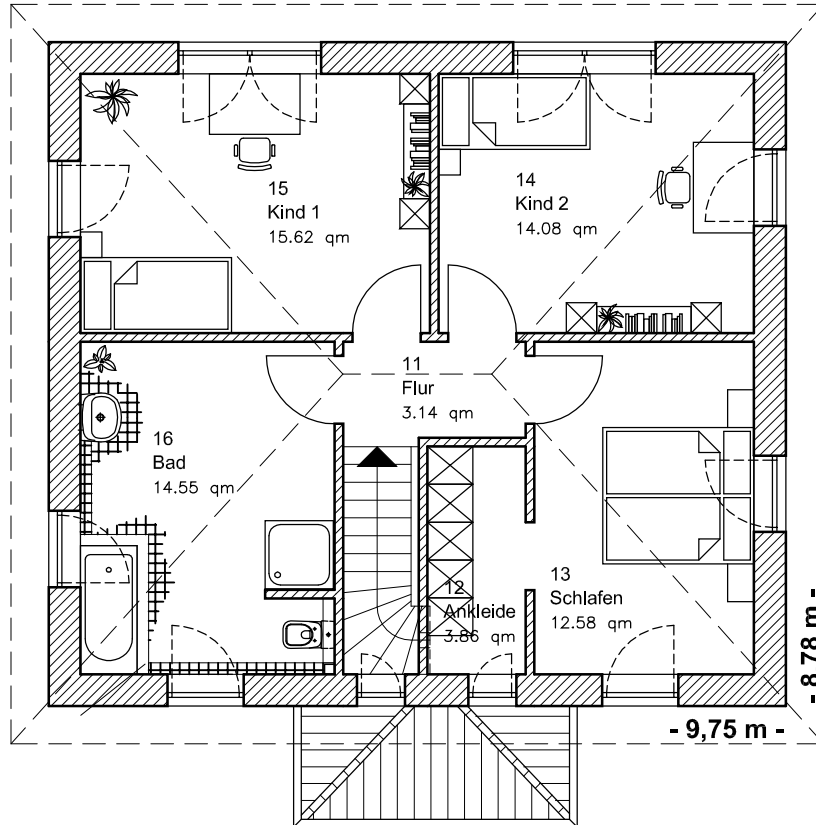 15
Kind 1
15.62 qm
14
Kind 2
14.08 qm
11
Flur
3.14 qm
16
Bad
14.55 qm
12
Ankleide
3.86 qm
13
Schlafen
12.58 qm
- 8,78 m -
- 9,75 m -